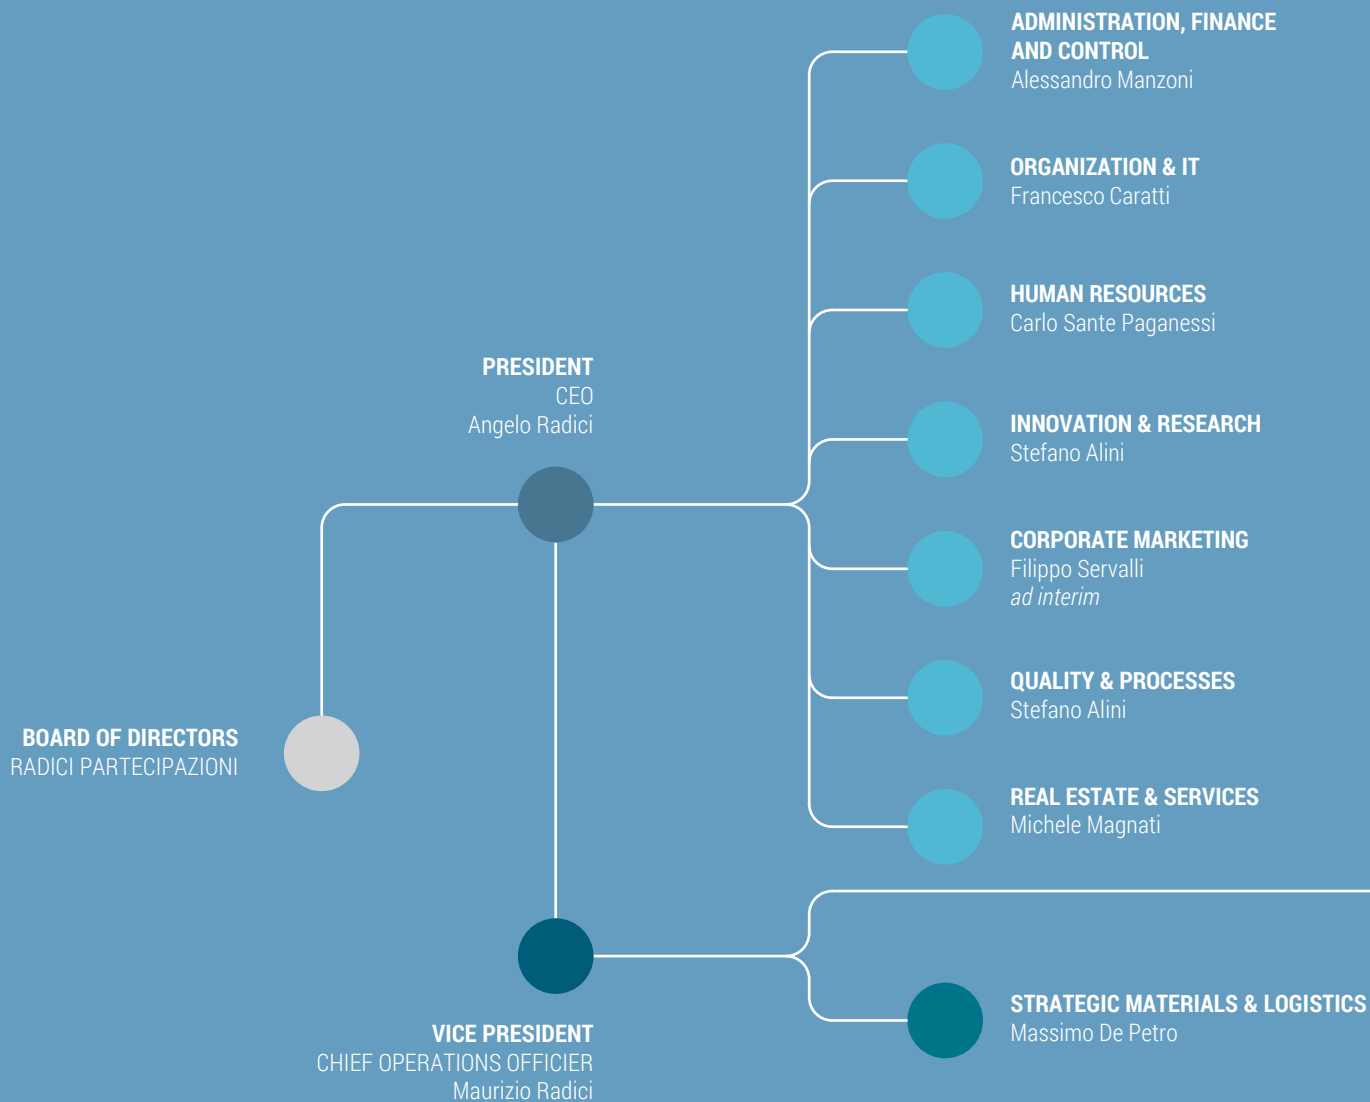 ADMINISTRATION, FINANCE
AND CONTROL
Alessandro Manzoni
ORGANIZATION & IT
Francesco Caratti
HUMAN RESOURCES
Carlo Sante Paganessi
PRESIDENT
CEO
Angelo Radici
INNOVATION & RESEARCH
Stefano Alini
CORPORATE MARKETING
Filippo Servalli
ad interim
QUALITY & PROCESSES
Stefano Alini
BOARD OF DIRECTORS
RADICI PARTECIPAZIONI
REAL ESTATE & SERVICES
Michele Magnati
STRATEGIC MATERIALS & LOGISTICS
Massimo De Petro
VICE PRESIDENT
CHIEF OPERATIONS OFFICIER
Maurizio Radici